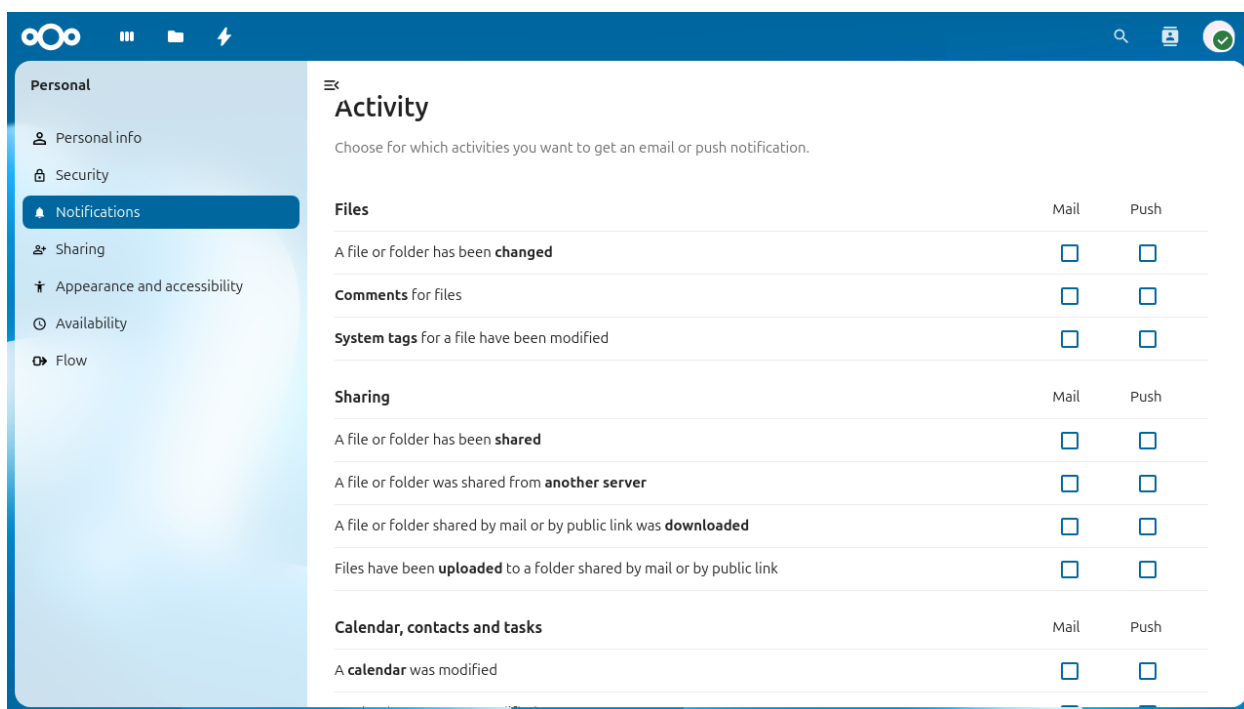 Personal
Personal info
Security
Notifications
Sharing
Appearance and accessibility
Availability
Flow
Activity
Choose for which activities you want to get an email or push notification.
Files Mail Push
A file or folder has been changed
Comments for files
System tags for a file have been modified
Sharing Mail Push
A file or folder has been shared
A file or folder was shared from another server
A file or folder shared by mail or by public link was downloaded
Files have been uploaded to a folder shared by mail or by public link
Calendar, contacts and tasks Mail Push
A calendar was modified